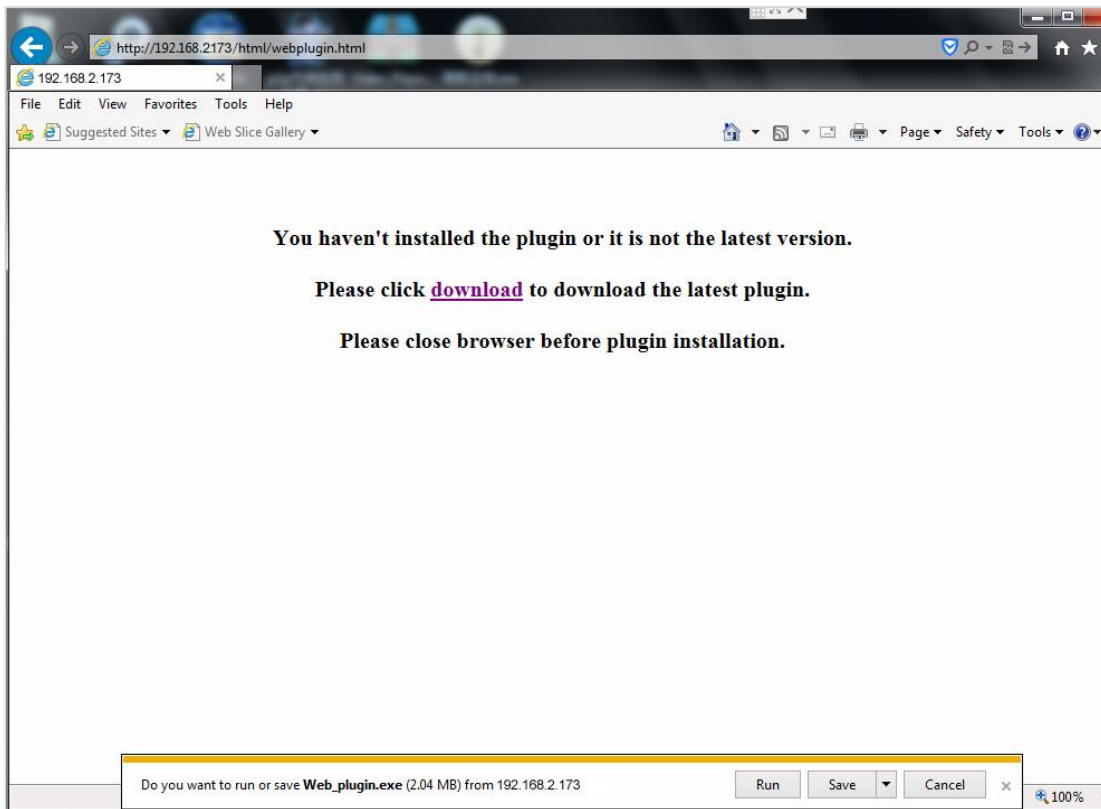 http://192.168.2173/html/webplugin.html
192.168.2.173
File Edit View Favorites Tools Help
Suggested Sites Web Slice Gallery Page Safety Tools
You haven't installed the plugin or it is not the latest version.
Please click download to download the latest plugin.
Please close browser before plugin installation.
Do you want to run or save Web_plugin.exe (2.04 MB) from 192.168.2.173 Run Save Cancel
100%